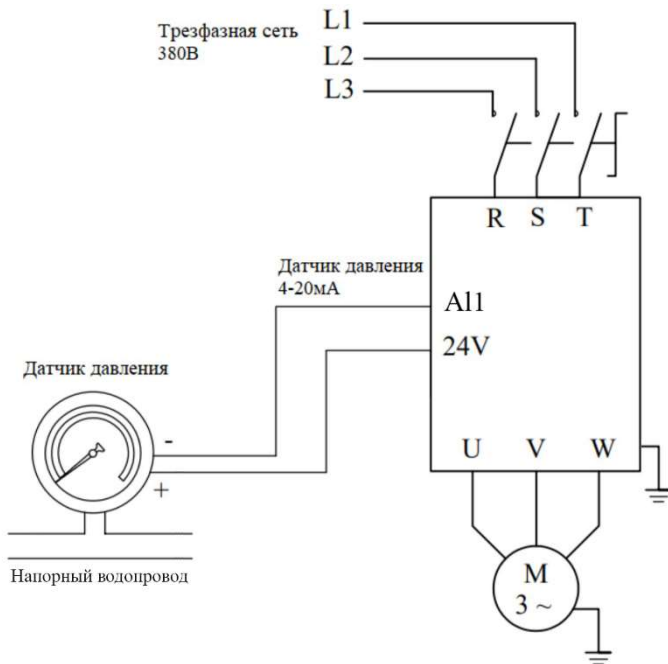 Трезфазная сеть
380В
L1
L2
L3
R S T
Датчик давления
4-20мА
AI1
24V
Датчик давления
-
+
U V W
Напорный водопровод
M
3 ~